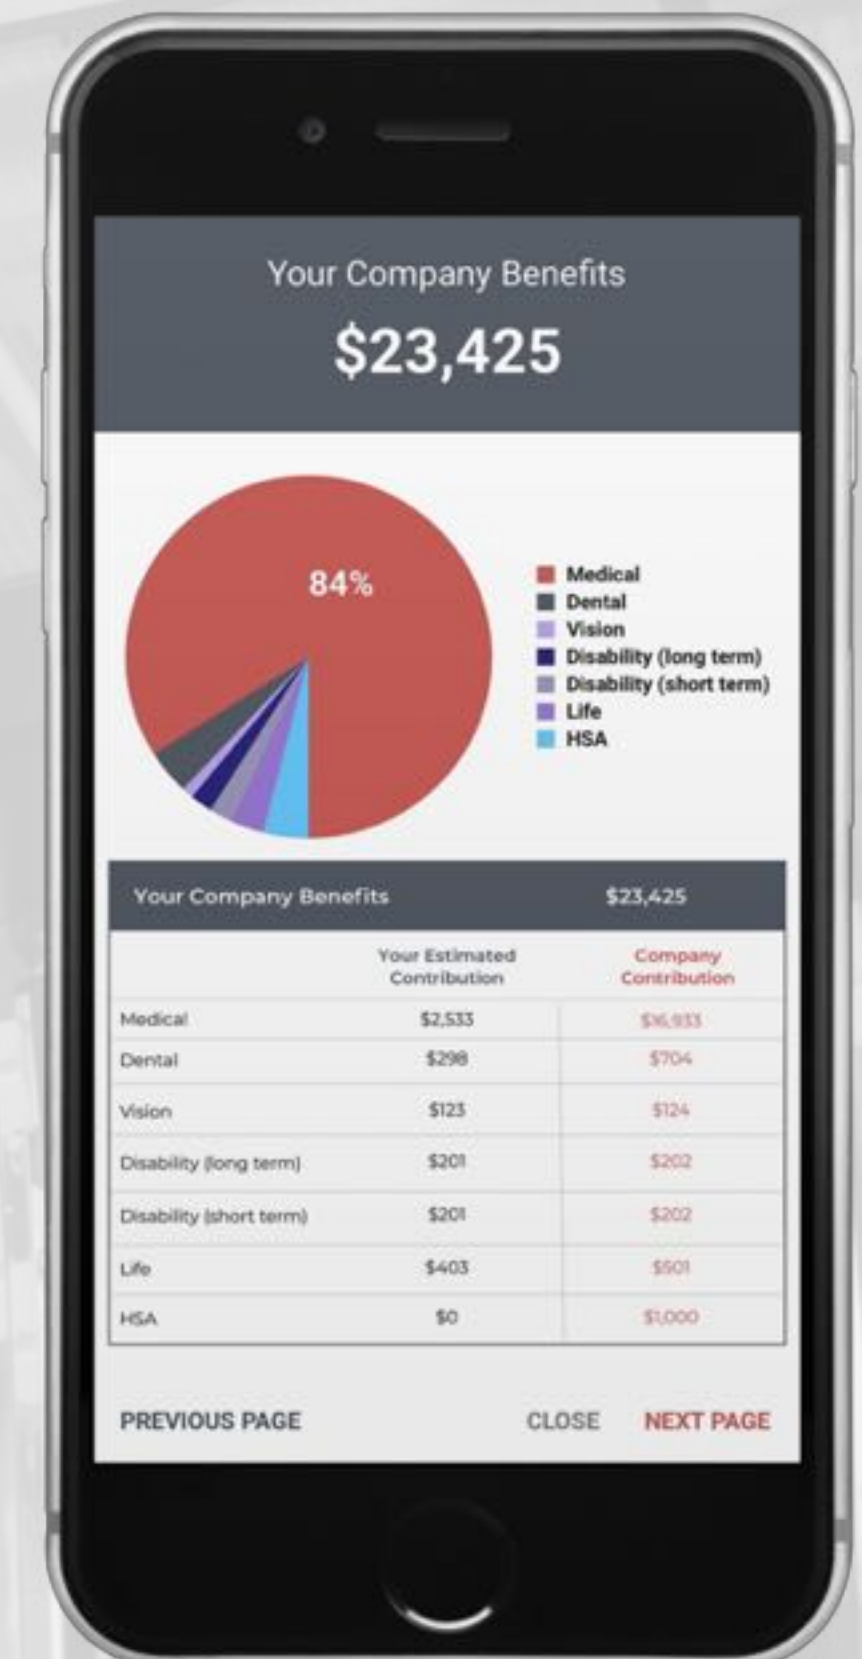 Your Company Benefits
$23,425
84%
Medical
Dental
Vision
Disability (long term)
Disability (short term)
Life
HSA
Your Company Benefits $23,425
Your Estimated Contribution Company Contribution
Medical $2,533 $16,933
Dental $298 $704
Vision $123 $124
Disability (long term) $201 $202
Disability (short term) $201 $202
Life $403 $501
HSA $0 $1,000
PREVIOUS PAGE CLOSE NEXT PAGE